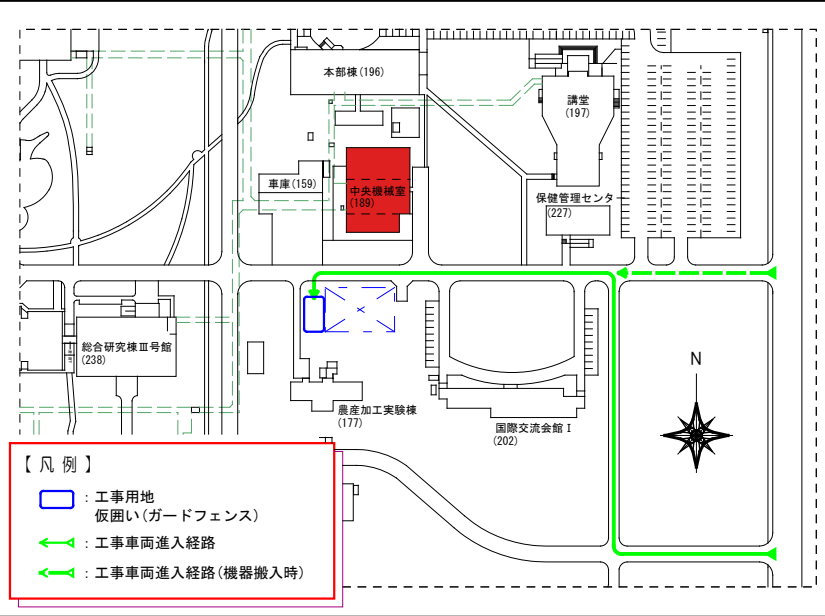 本部棟(196)
講堂
(197)
車庫(159)
中央機械室
(189)
保健管理センター
(227)
総合研究棟Ⅲ号館
(238)
農産加工実験棟
(177)
国際交流会館Ⅰ
(202)
N
【凡例】
：工事用地
仮囲い(ガードフェンス)
：工事車両進入経路
：工事車両進入経路(機器搬入時)